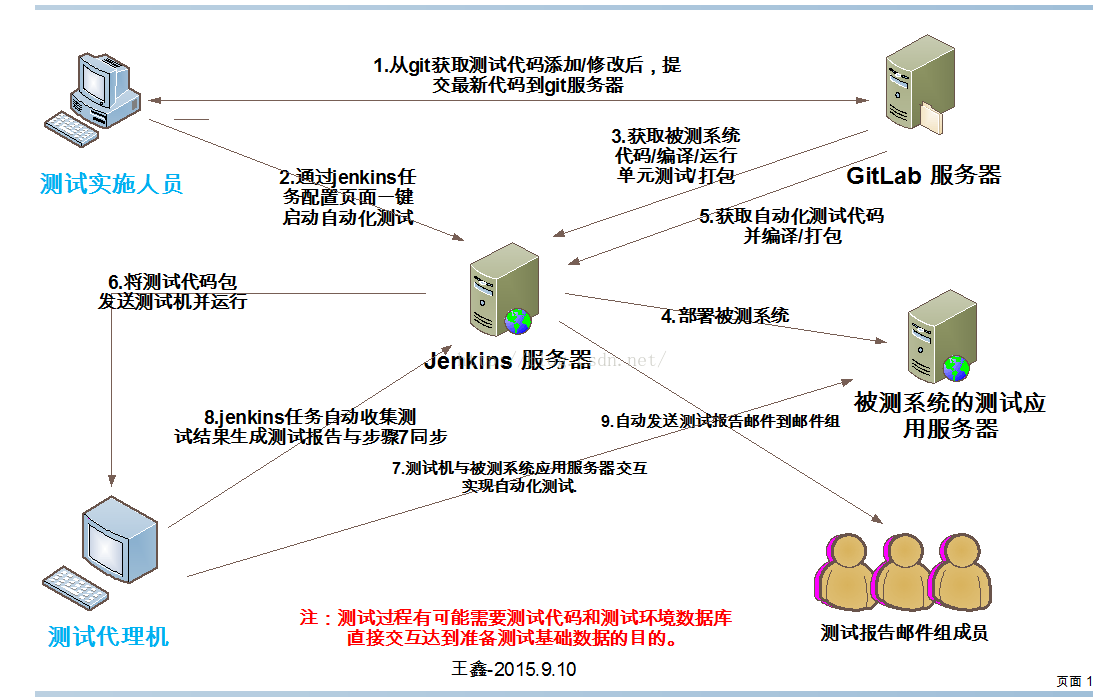 1.从git获取测试代码添加/修改后，提
交最新代码到git服务器
测试实施人员
GitLab 服务器
2.通过jenkins任
务配置页面一键
启动自动化测试
3.获取被测系统
代码/编译/运行
单元测试/打包
5.获取自动化测试代码
并编译/打包
6.将测试代码包
发送测试机并运行
4.部署被测系统
Jenkins 服务器
被测系统的测试应
用服务器
8.jenkins任务自动收集测
试结果生成测试报告与步骤7同步
9.自动发送测试报告邮件到邮件组
7.测试机与被测系统应用服务器交互
实现自动化测试.
测试代理机
测试报告邮件组成员
注：测试过程有可能需要测试代码和测试环境数据库
直接交互达到准备测试基础数据的目的。
王鑫-2015.9.10
页面 1